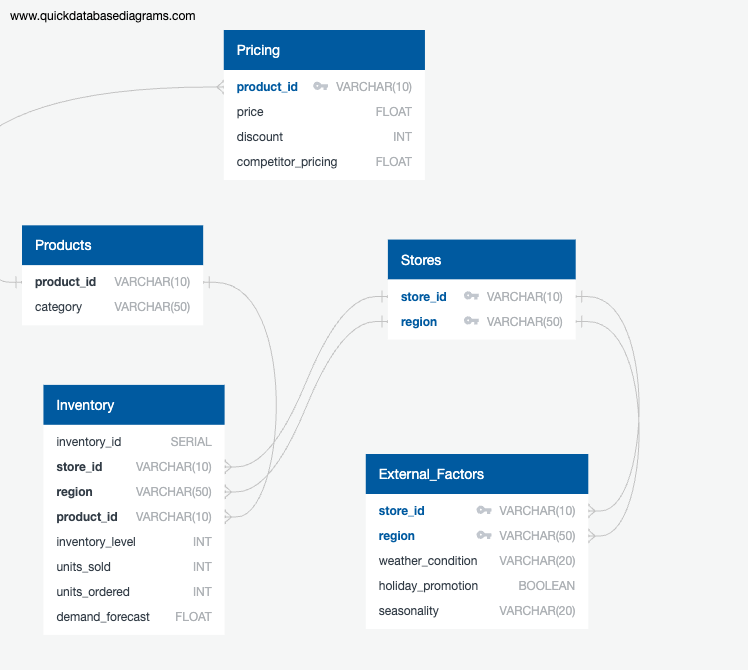 www.quickdatabasediagrams.com
Pricing
product_id VARCHAR(10)
price FLOAT
discount INT
competitor_pricing FLOAT
Products
product_id VARCHAR(10)
category VARCHAR(50)
Stores
store_id VARCHAR(10)
region VARCHAR(50)
Inventory
inventory_id SERIAL
store_id VARCHAR(10)
region VARCHAR(50)
product_id VARCHAR(10)
inventory_level INT
units_sold INT
units_ordered INT
demand_forecast FLOAT
External_Factors
store_id VARCHAR(10)
region VARCHAR(50)
weather_condition VARCHAR(20)
holiday_promotion BOOLEAN
seasonality VARCHAR(20)